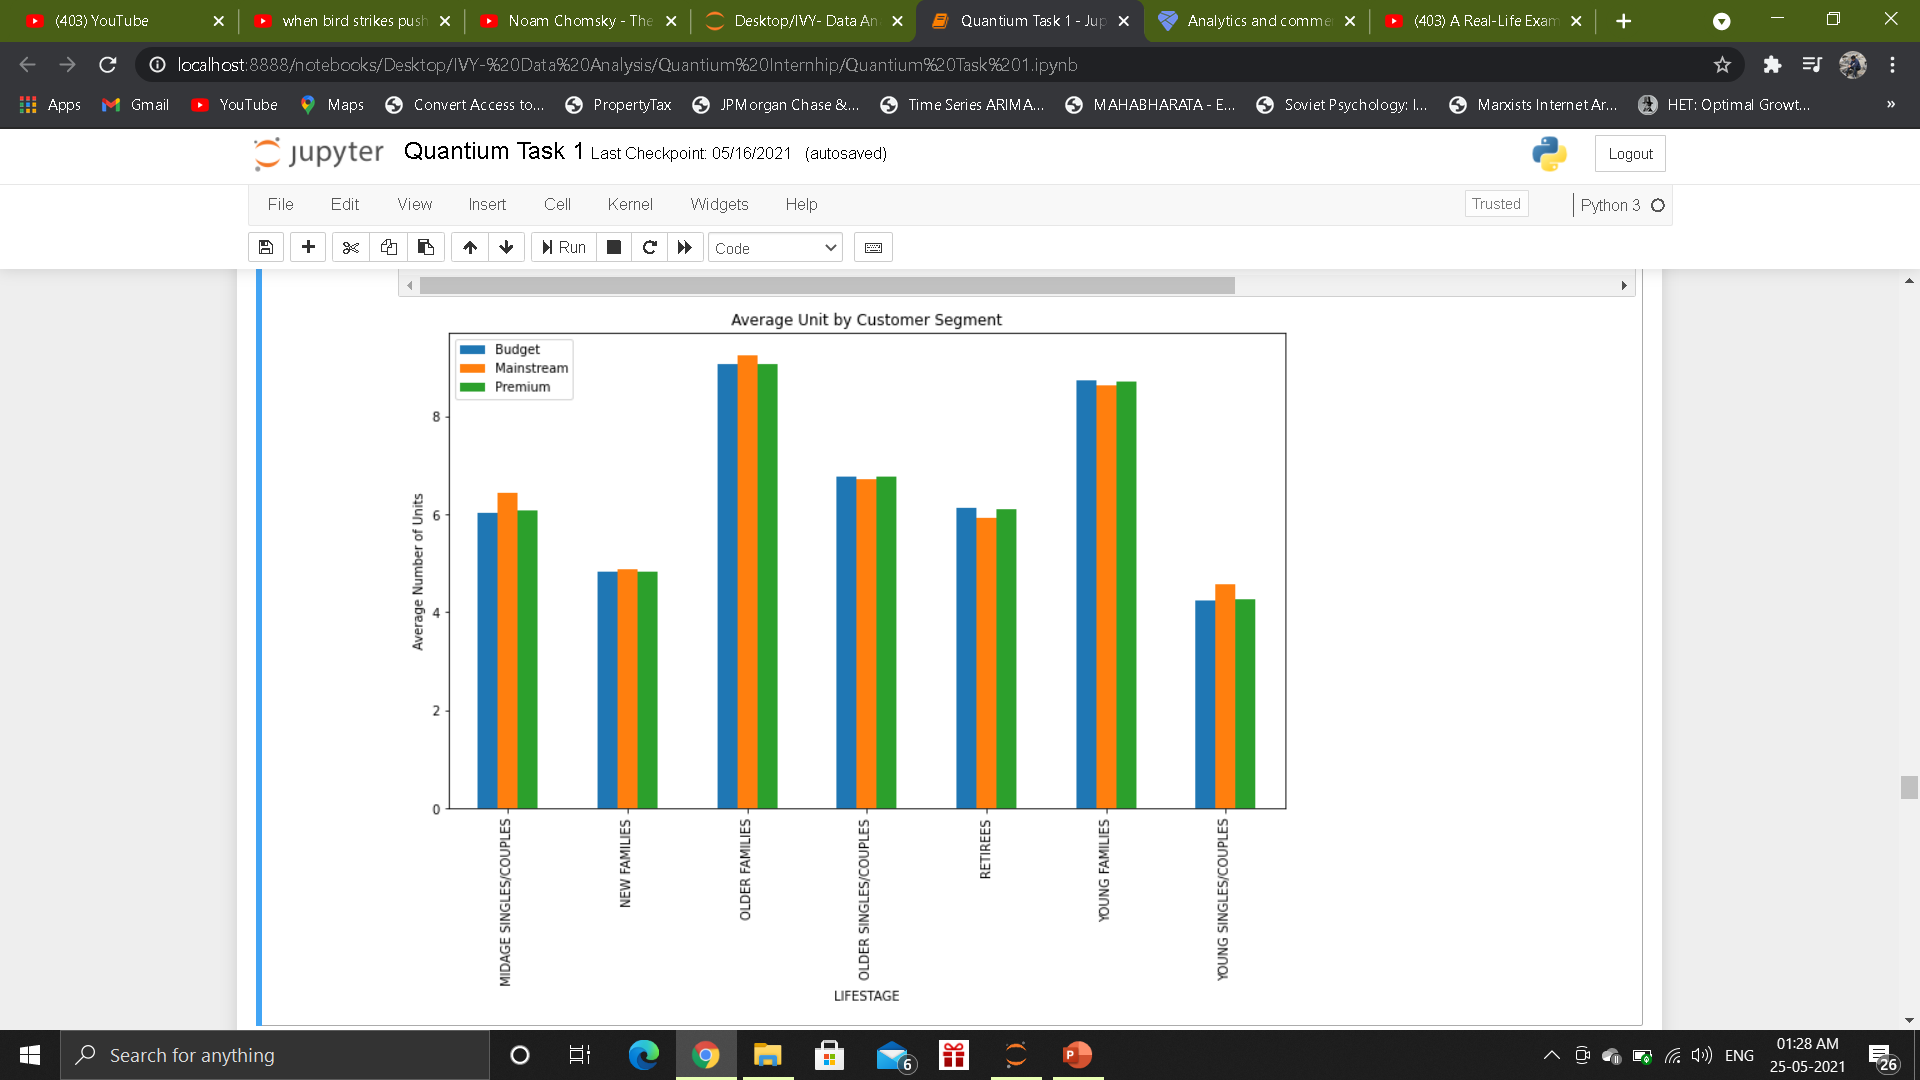 (403) YouTube
when bird strikes push
Noam Chomsky - The
Desktop/IVY- Data An
Quantium Task 1 - Jup
Analytics and comme
(403) A Real-Life Exam
localhost:8888/notebooks/Desktop/IVY-%20Data%20Analysis/Quantium%20Internhip/Quantium%20Task%201.ipynb
Apps
Gmail
YouTube
Maps
Convert Access to...
PropertyTax
JPMorgan Chase &...
Time Series ARIMA...
MAHABHARATA - E...
Soviet Psychology: I...
Marxists Internet Ar...
HET: Optimal Growt...
»
jupyter Quantium Task 1 Last Checkpoint: 05/16/2021 (autosaved)
Logout
File Edit View Insert Cell Kernel Widgets Help
Trusted
Python 3
Run
Code
Average Unit by Customer Segment
Budget
Mainstream
Premium
Average Number of Units
8
6
4
2
0
MIDAGE SINGLES/COUPLES
NEW FAMILIES
OLDER FAMILIES
OLDER SINGLES/COUPLES
RETIREES
YOUNG FAMILIES
YOUNG SINGLES/COUPLES
LIFESTAGE
Search for anything
6
P
ENG
01:28 AM
25-05-2021
26